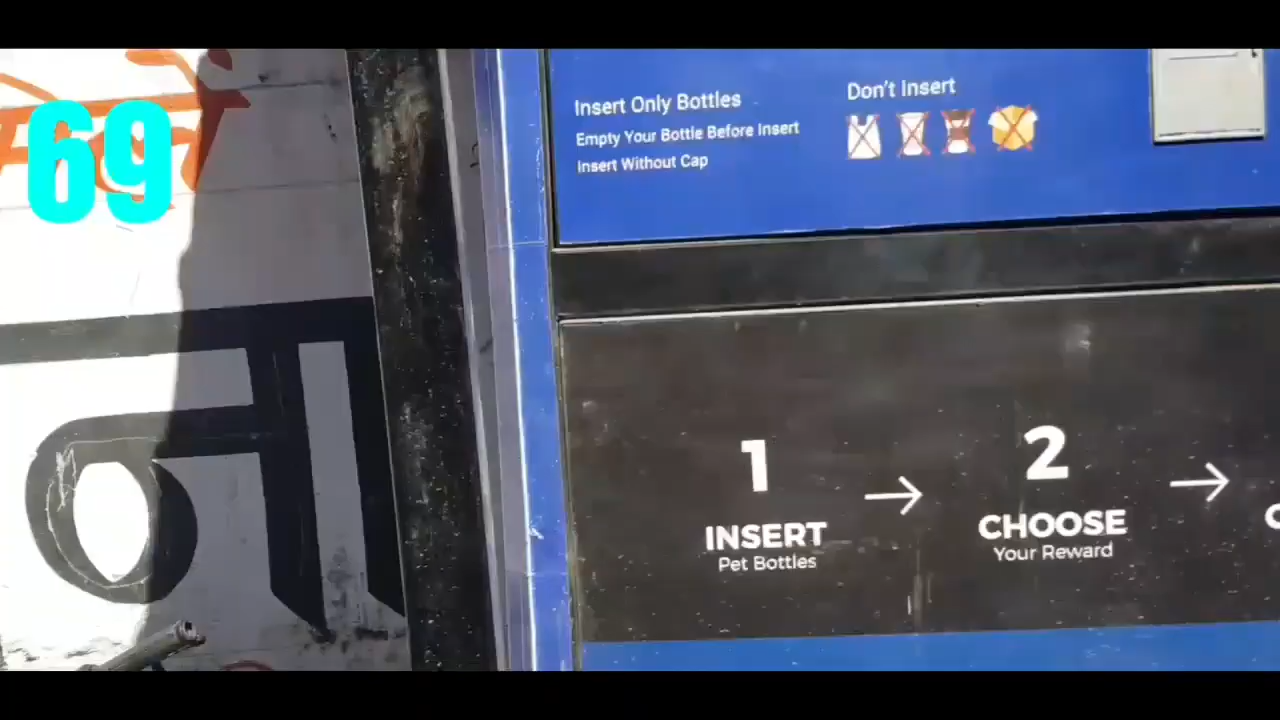 69
ना
Insert Only Bottles
Empty Your Bottle Before Insert
Insert Without Cap
Don't Insert
1
INSERT
Pet Bottles
2
CHOOSE
Your Reward